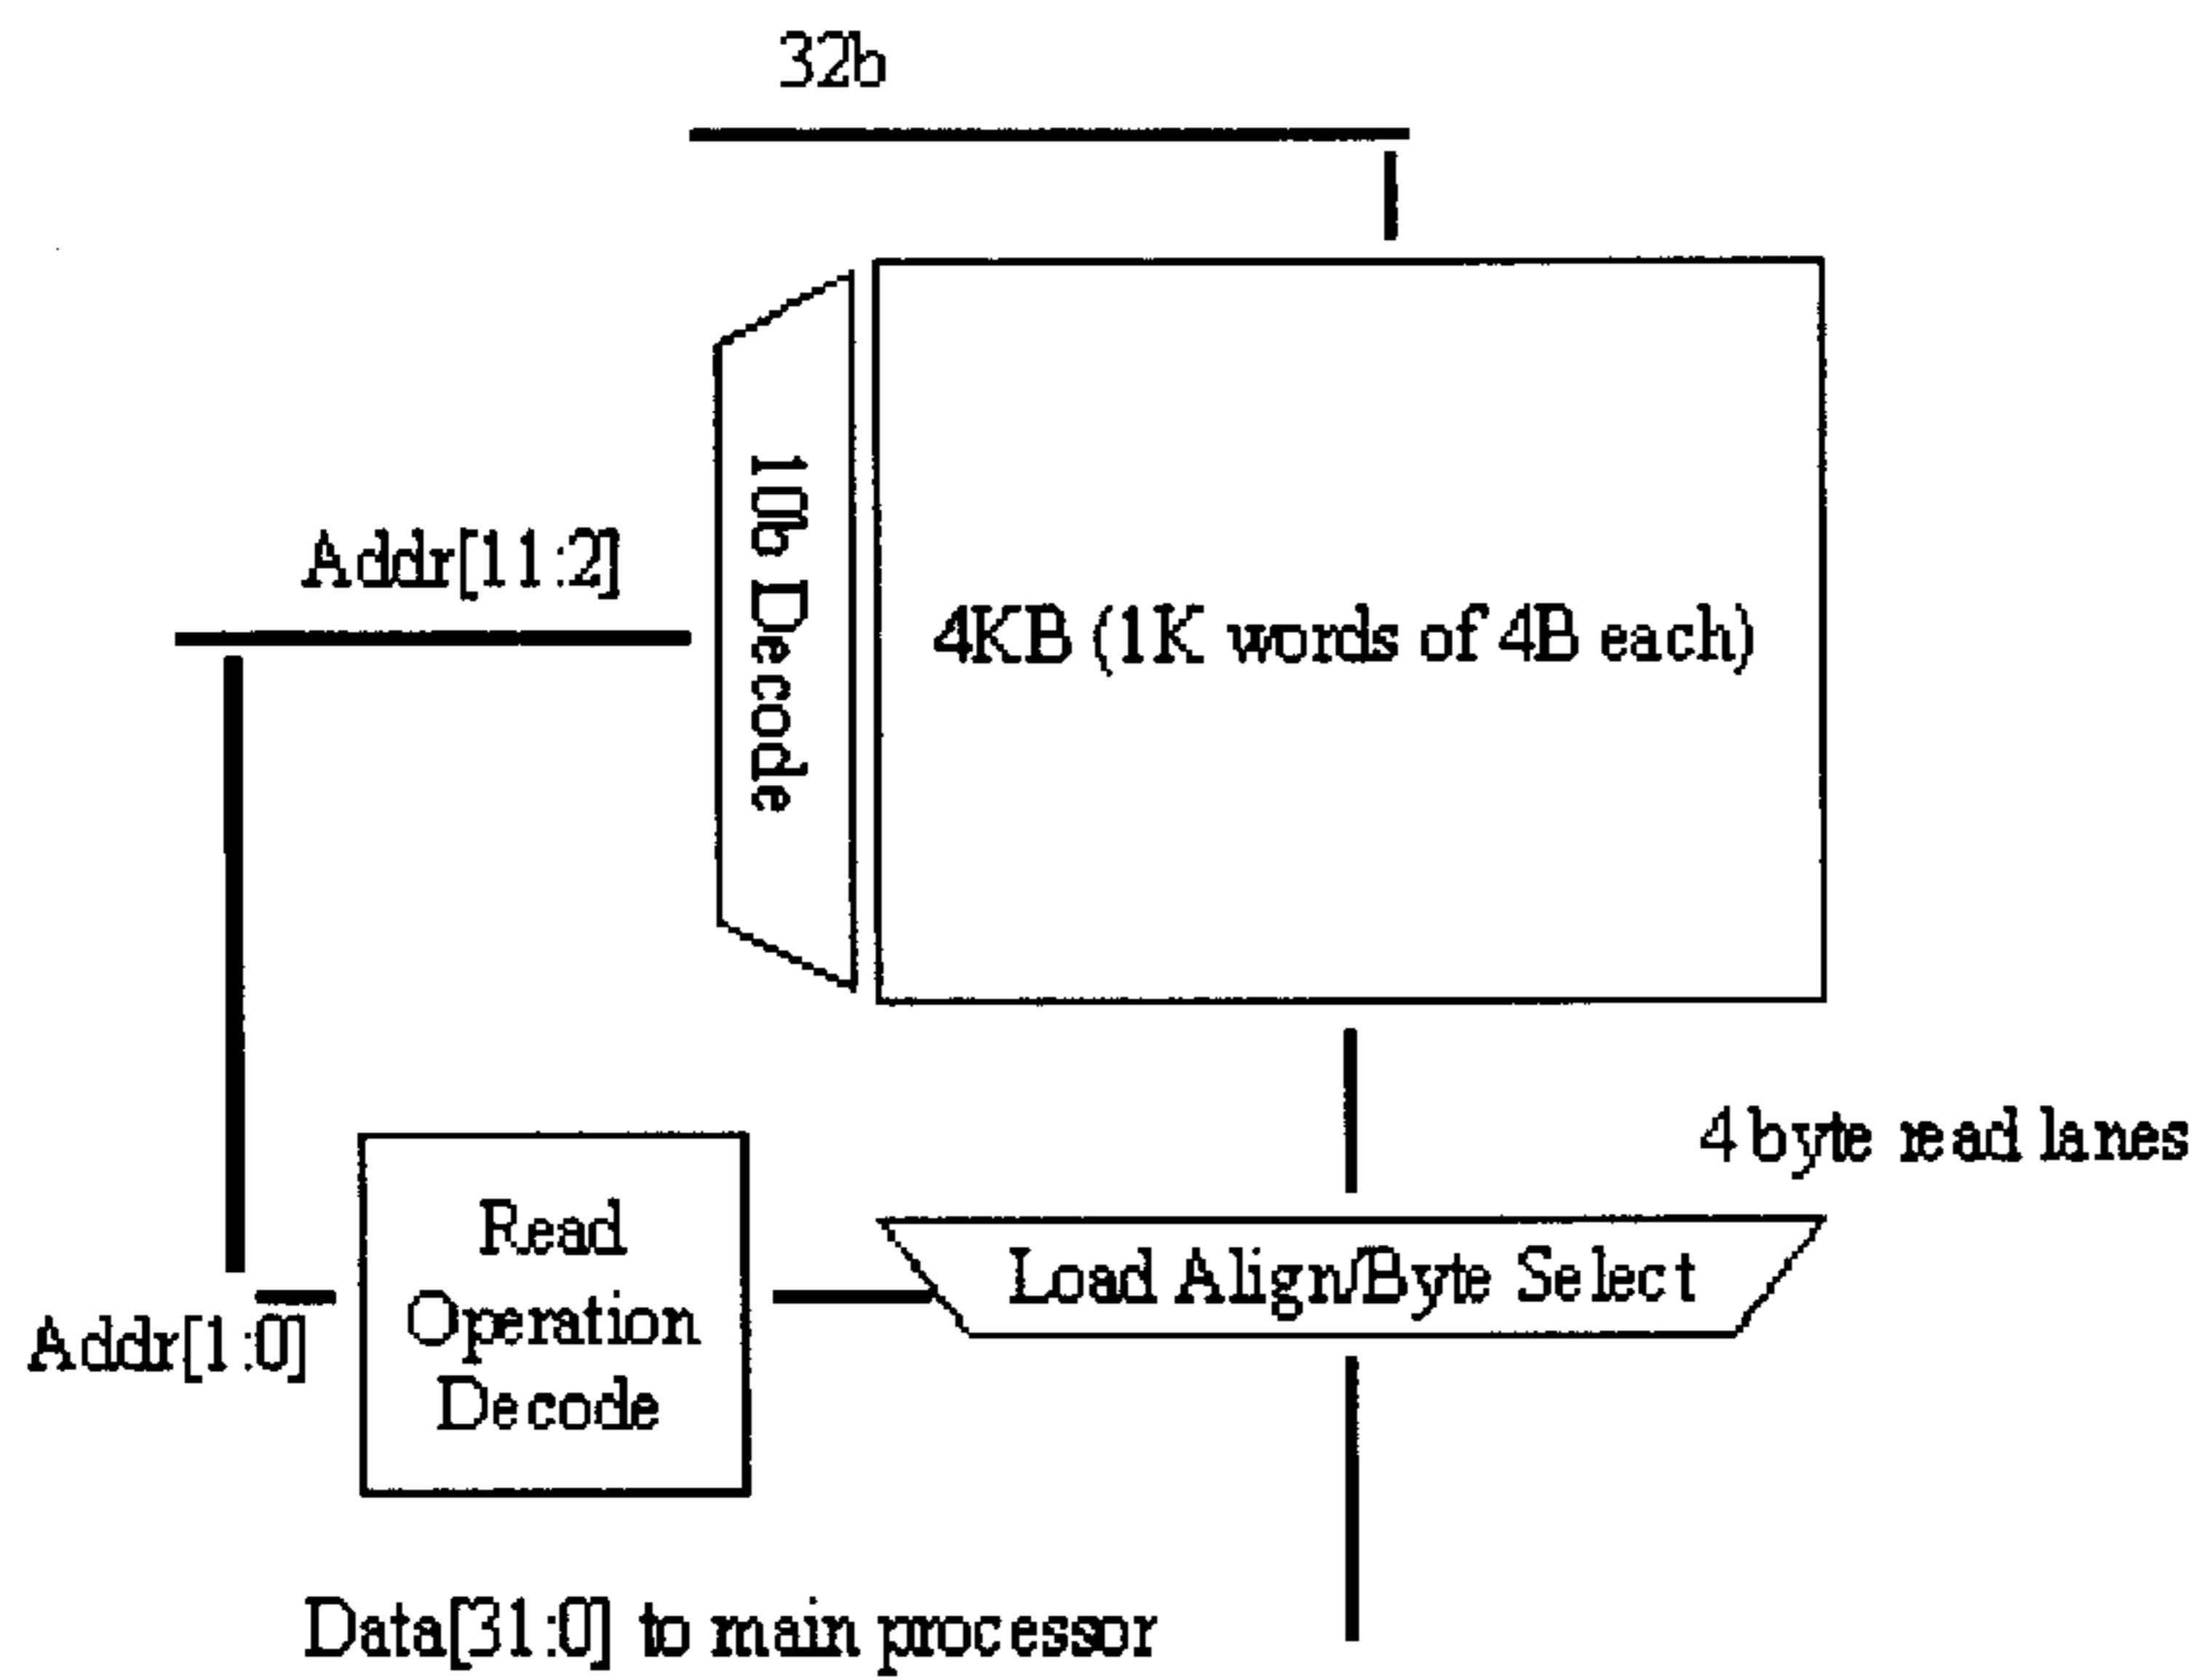 32b
Addr[11:2]
10b Decode
4KB (1K words of 4B each)
4 byte read lanes
Read
Operation
Decode
Load Align/Byte Select
Addr[1:0]
Data[31:0] to main processor